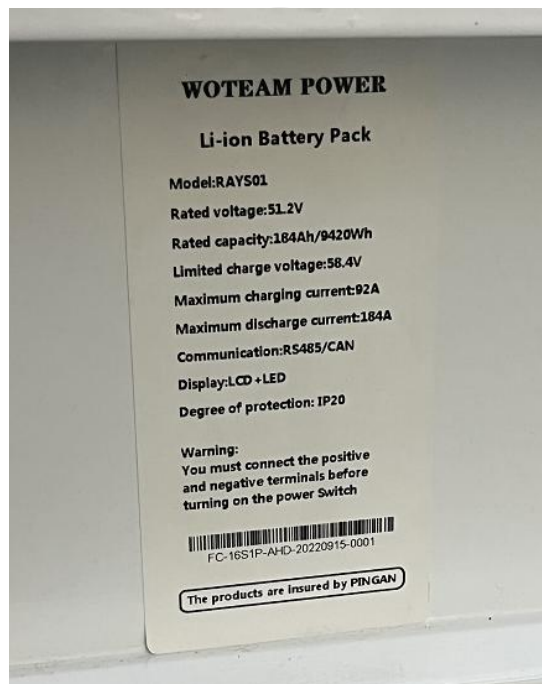 WOTEAM POWER
Li-ion Battery Pack
Model:RAYS01
Rated voltage:51.2V
Rated capacity:184Ah/9420Wh
Limited charge voltage:58.4V
Maximum charging current:92A
Maximum discharge current:184A
Communication:RS485/CAN
Display:LCD+LED
Degree of protection: IP20
Warning:
You must connect the positive
and negative terminals before
turning on the power Switch
FC-16S1P-AHD-20220915-0001
The products are insured by PINGAN